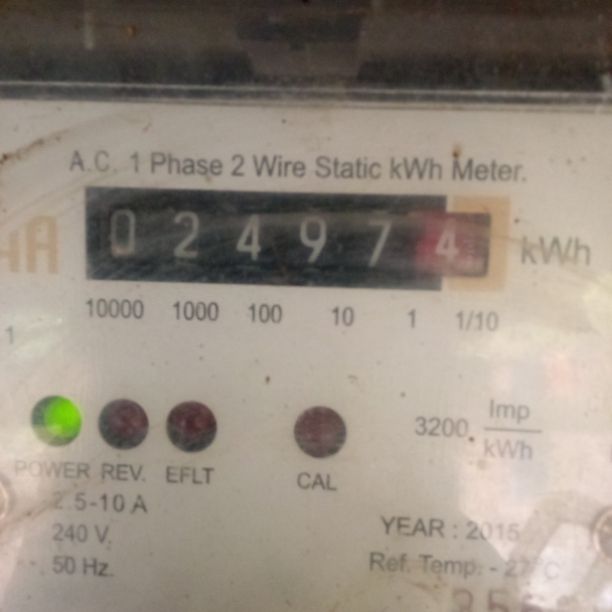 A.C. 1 Phase 2 Wire Static kWh Meter.
0 2 4 9 7 4 kWh
10000 1000 100 10 1 1/10
1
POWER REV. EFLT CAL
3200 Imp
kWh
2.5-10 A
240 V.
50 Hz.
YEAR : 2015
Ref. Temp. - 27°C